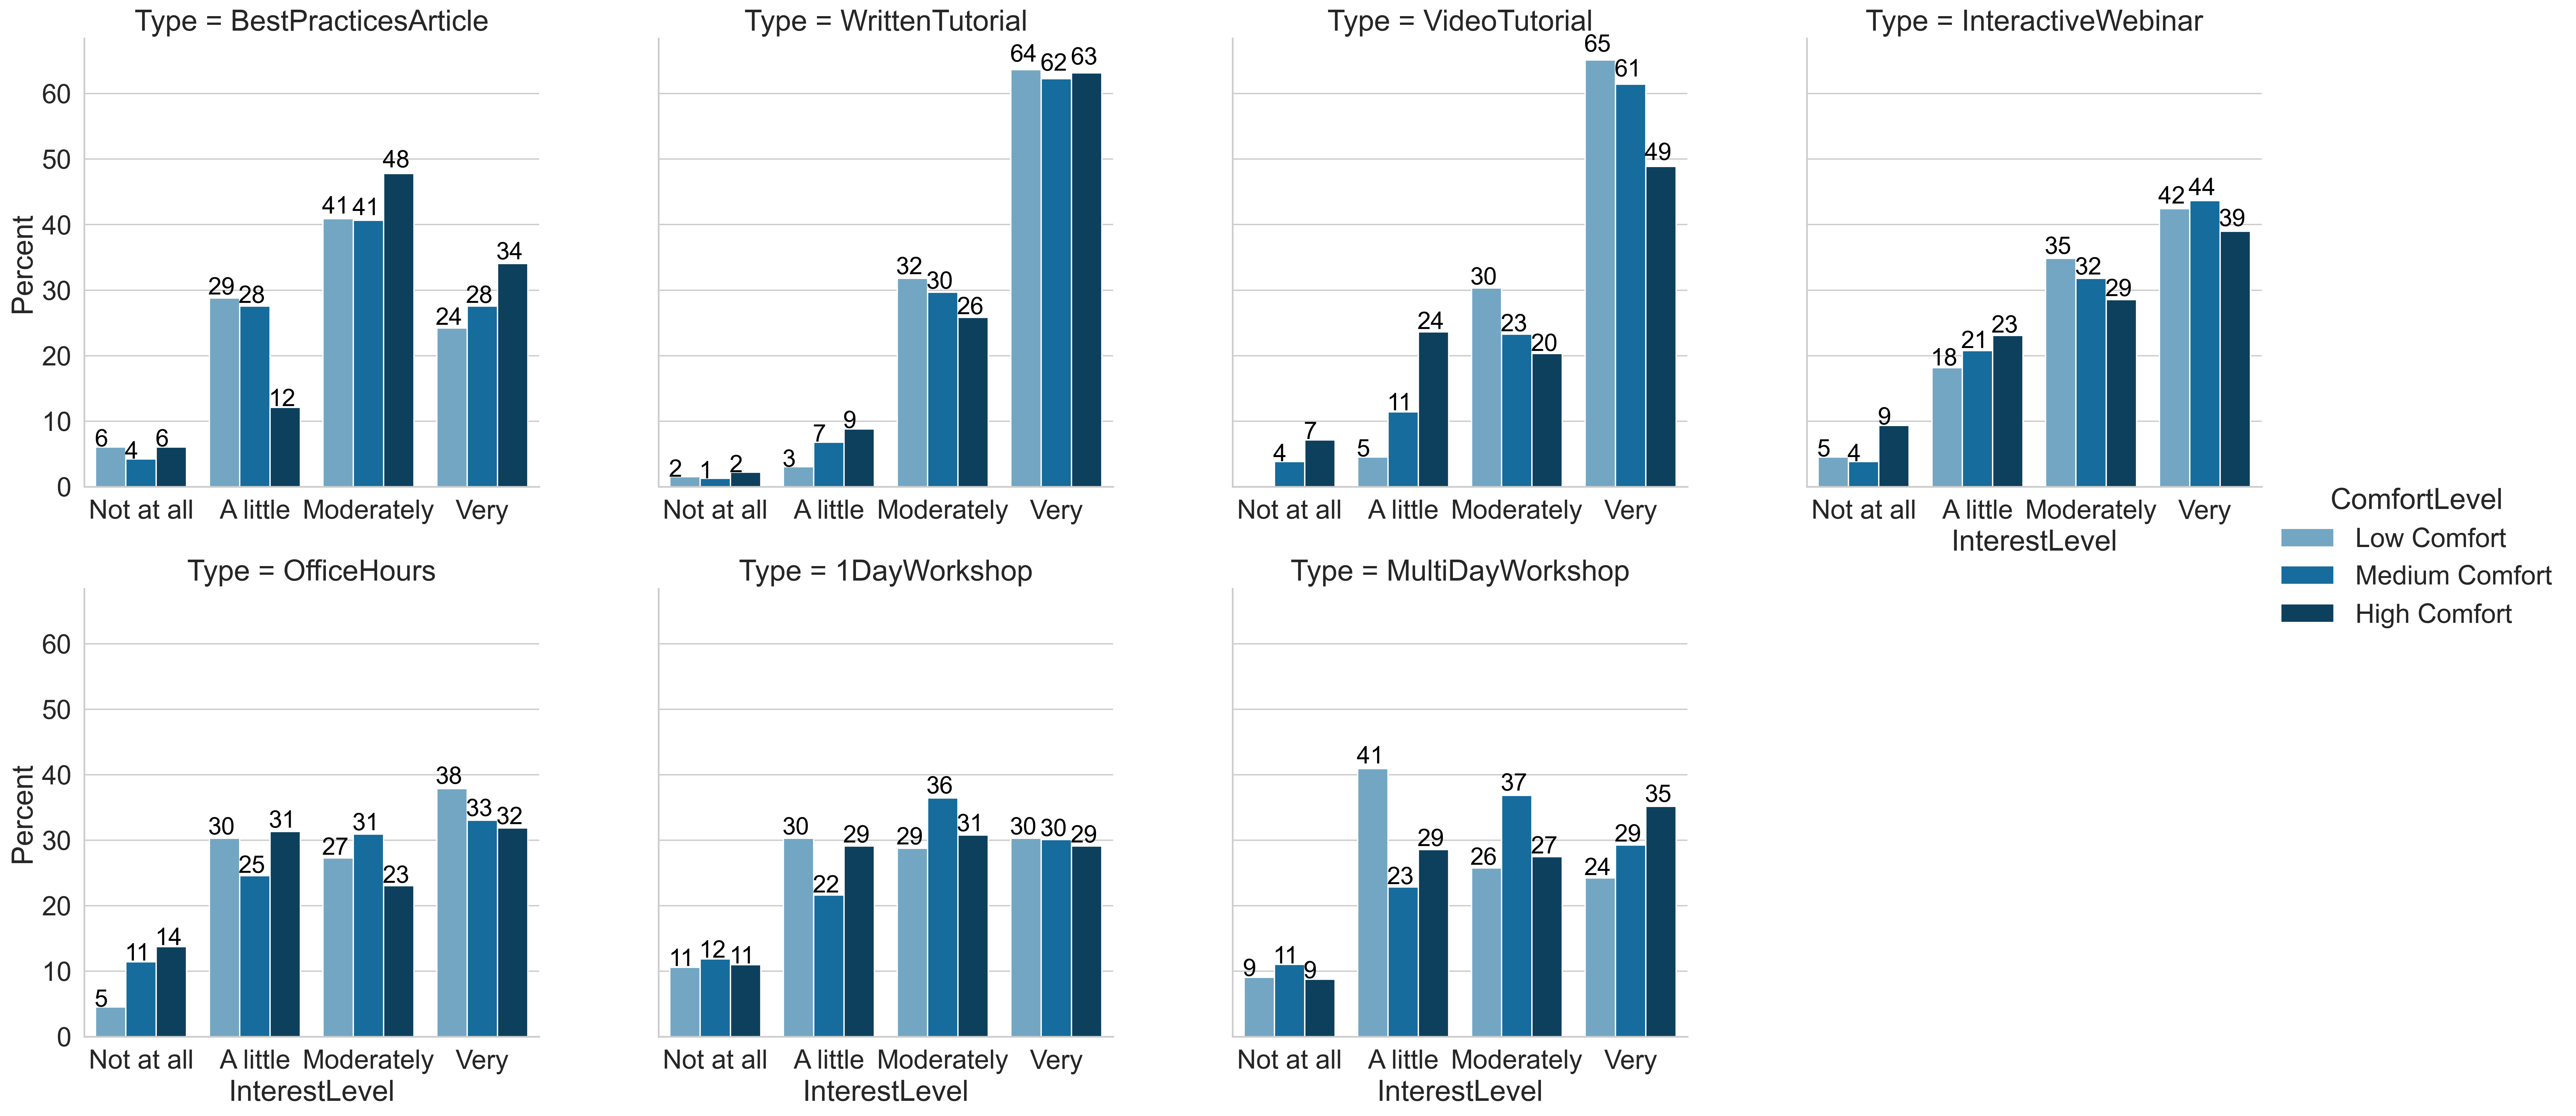 Type = BestPracticesArticle
Type = WrittenTutorial
Type = VideoTutorial
Type = InteractiveWebinar
Percent
60
50
40
30
20
10
0
6 4 6 29 28 12 41 41 48 24 28 34
2 1 2 3 7 9 32 30 26 64 62 63
4 7 5 11 24 30 23 20 65 61 49
5 4 9 18 21 23 35 32 29 42 44 39
Not at all A little Moderately Very
Not at all A little Moderately Very
Not at all A little Moderately Very
Not at all A little Moderately Very
InterestLevel
ComfortLevel
Low Comfort
Medium Comfort
High Comfort
Type = OfficeHours
Type = 1DayWorkshop
Type = MultiDayWorkshop
Percent
60
50
40
30
20
10
0
5 11 14 30 25 31 27 31 23 38 33 32
11 12 11 30 22 29 29 36 31 30 30 29
9 11 9 41 23 29 26 37 27 24 29 35
Not at all A little Moderately Very
Not at all A little Moderately Very
Not at all A little Moderately Very
InterestLevel
InterestLevel
InterestLevel